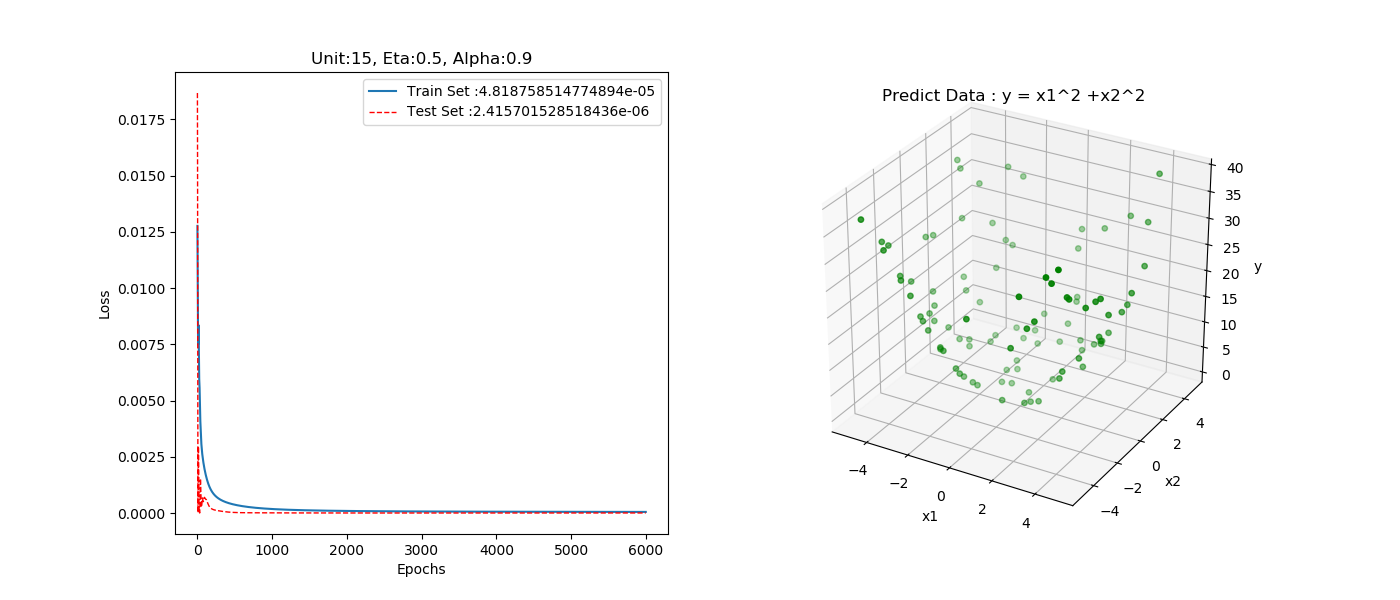 Unit:15, Eta:0.5, Alpha:0.9
Train Set :4.818758514774894e-05
Test Set :2.415701528518436e-06
0.0175
0.0150
0.0125
0.0100
0.0075
0.0050
0.0025
0.0000
Loss
0 1000 2000 3000 4000 5000 6000
Epochs
Predict Data : y = x1^2 +x2^2
40
35
30
25
20
15
10
5
0
y
−4
−2
0
2
4
x1
−4
−2
0
2
4
x2